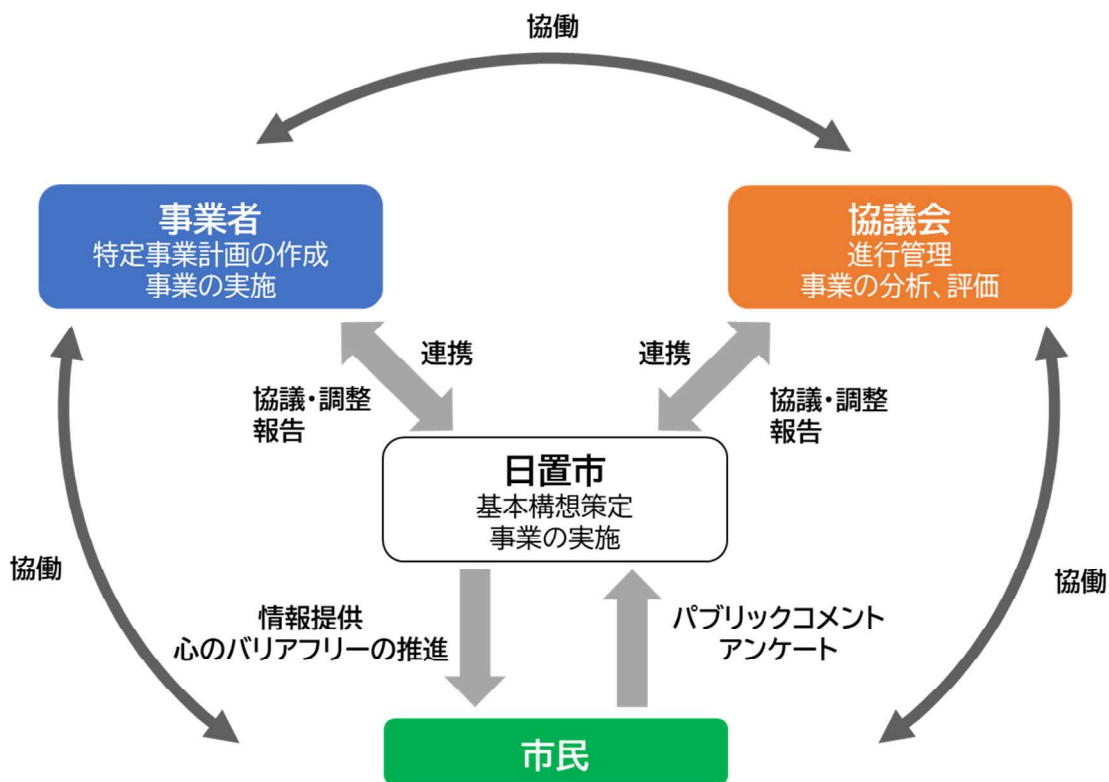 協働
事業者
特定事業計画の作成
事業の実施
協議会
進行管理
事業の分析、評価
連携
協議・調整
報告
連携
協議・調整
報告
日置市
基本構想策定
事業の実施
協働
協働
情報提供
心のバリアフリーの推進
パブリックコメント
アンケート
市民